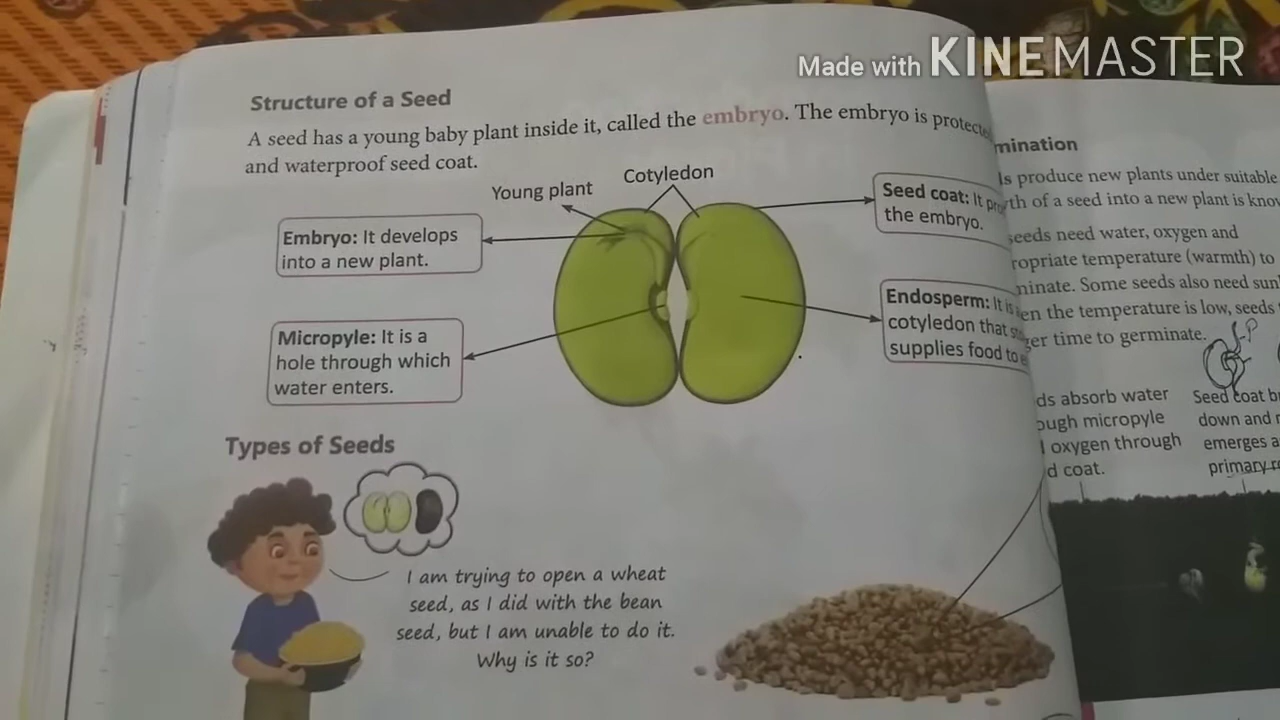 Made with KINEMASTER
Structure of a Seed
A seed has a young baby plant inside it, called the embryo. The embryo is
and waterproof seed coat.
Young plant
Cotyledon
Embryo: It develops
into a new plant.
Micropyle: It is a
hole through which
water enters.
Seed coat: It
the embryo.
Endosperm: It is
cotyledon that
supplies food to
Types of Seeds
I am trying to open a wheat
seed, as I did with the bean
seed, but I am unable to do it.
Why is it so?
produce new plants under suitable
of a seed into a new plant is
seeds need water, oxygen and
temperature (warmth) to
Some seeds also need
the temperature is low, seeds
time to germinate.
absorb water
micropyle
oxygen through
coat.
Seed coat
down and
emerges
primary